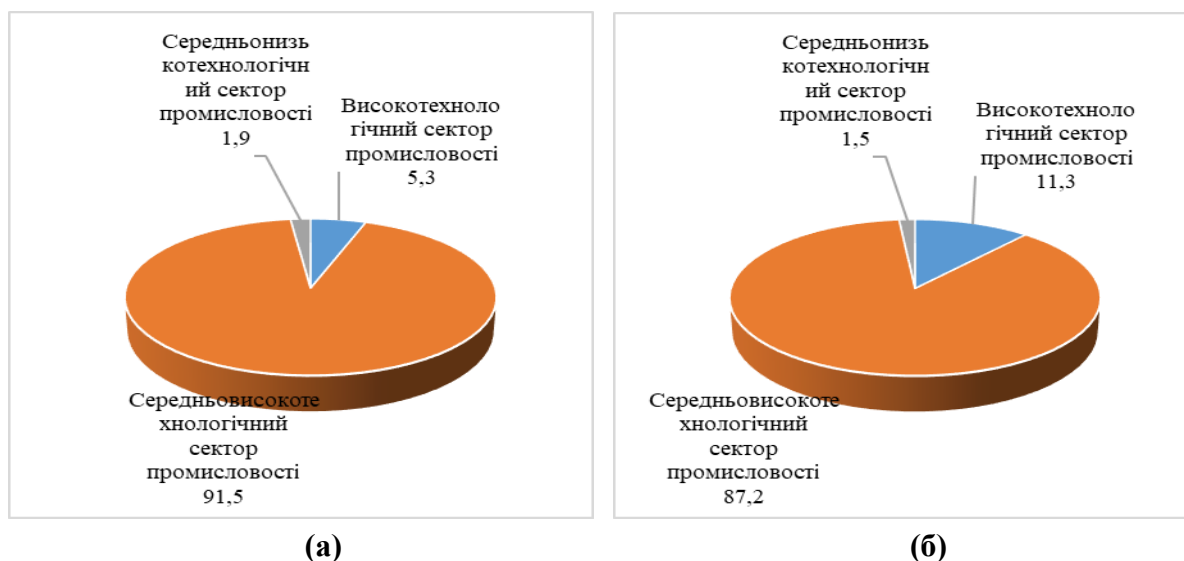 Середньонизь
котехнологічн
ий сектор
промисловості
1,9
Високотехноло
гічний сектор
промисловості
5,3
Середньовисокоте
хнологічний
сектор
промисловості
91,5
(а)
Середньонизь
котехнологічн
ий сектор
промисловості
1,5
Високотехноло
гічний сектор
промисловості
11,3
Середньовисокоте
хнологічний
сектор
промисловості
87,2
(б)